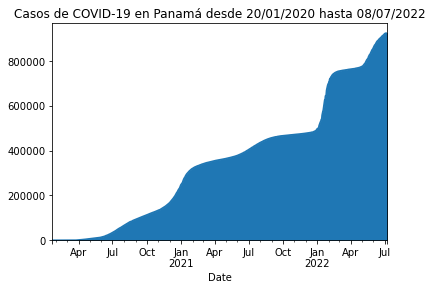 Casos de COVID-19 en Panamá desde 20/01/2020 hasta 08/07/2022
800000
600000
400000
200000
0
Apr Jul Oct Jan Apr Jul Oct Jan Apr Jul
2021 2022
Date